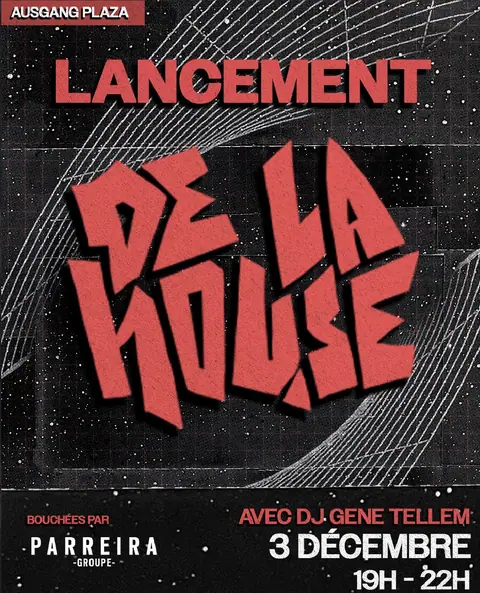 AUSGANG PLAZA
LANCEMENT
DE LA
HOUSE
BOUCHÉES PAR
PARREIRA
-GROUPE-
AVEC DJ GENE TELLEM
3 DÉCEMBRE
19H - 22H